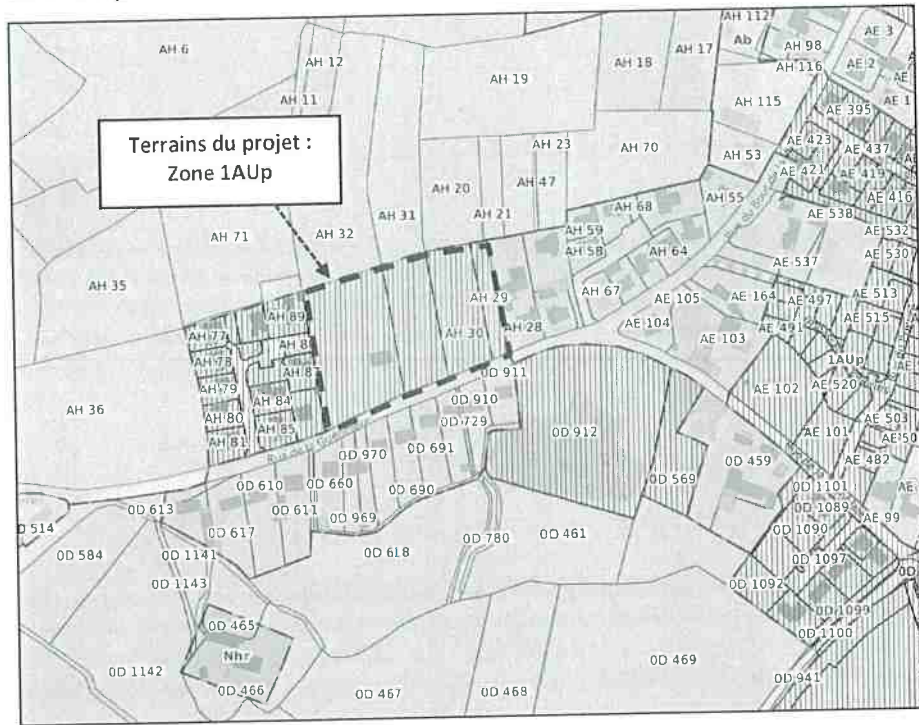 AH 112
AE 3
AH 6
AH 12
AH 17
Ab
AH 98
AE 2
AH 19
AH 18
AH 116
AE
AH 11
AH 115
AE 395
Terrains du projet :
Zone 1AUp
AH 23
AH 70
AE 423
AE 437
AH 53
AE 421
AE 419
AH 20
AH 47
AE 416
AH 55
AH 31
AH 68
AH 71
AH 32
AH 21
AH 59
AE 538
AE 532
AH 58
AH 64
AE 530
AE 537
AH 35
AH 67
AE 105
AE 164
AE 497
AE 513
AH 29
AH 89
AE 491
AE 515
AH 77
AH 30
AH 28
AE 104
AH 8
AE 103
1AUp
AH 78
AH 87
0D 911
AE 102
AE 520
AH 79
AH 84
0D 910
AH 36
AE 503
AH 80
AH 85
0D 729
0D 912
AE 101
AE 50
AH 81
0D 970
0D 691
AE 482
0D 459
0D 610
0D 660
0D 690
0D 569
0D 1101
AE
0D 613
0D 611
0D 969
0D 1089
AE 99
D 514
0D 617
0D 1090
0D 780
0D 461
0D 584
0D 1141
0D 618
0D 1097
0D
0D 1143
0D 1092
0D 465
0D 1099
0D 1100
Nhr
0D 469
0D 1142
0D 466
0D 941
0D 467
0D 468